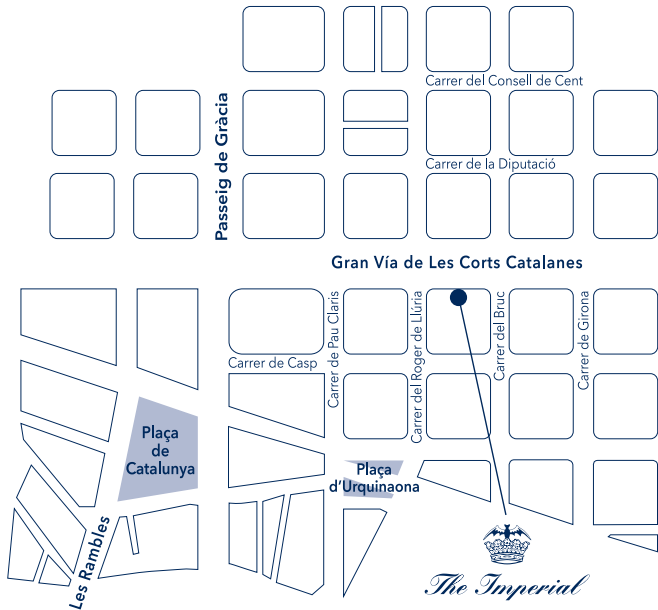 Carrer del Consell de Cent
Passeig de Gràcia
Carrer de la Diputació
Gran Vía de Les Corts Catalanes
Carrer de Pau Claris
Carrer del Roger de Llúria
Carrer del Bruc
Carrer de Girona
Carrer de Casp
Plaça
de
Catalunya
Plaça
d'Urquinaona
Les Rambles
The Imperial